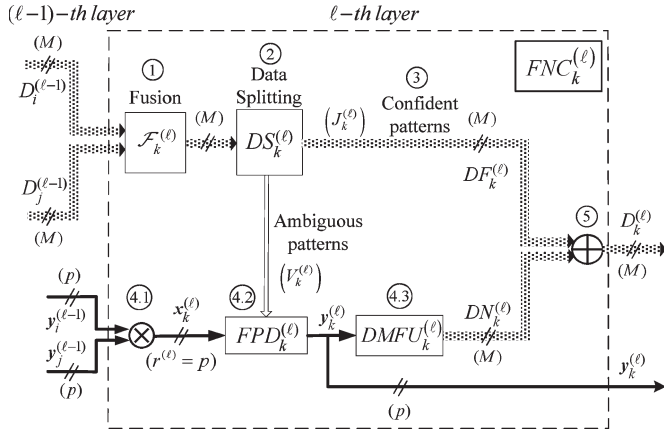 (ℓ−1)−th layer
ℓ−th layer
(M)
D_i^{(ℓ−1)}
①
Fusion
F_k^{(ℓ)}
(M)
②
Data
Splitting
DS_k^{(ℓ)}
③
(J_k^{(ℓ)})
Confident
patterns
(M)
DF_k^{(ℓ)}
FNC_k^{(ℓ)}
D_j^{(ℓ−1)}
(M)
Ambiguous
patterns
(V_k^{(ℓ)})
⑤
D_k^{(ℓ)}
(M)
(p)
y_i^{(ℓ−1)}
y_j^{(ℓ−1)}
(p)
4.1
x_k^{(ℓ)}
(r^{(ℓ)} = p)
4.2
FPD_k^{(ℓ)}
y_k^{(ℓ)}
4.3
DMFU_k^{(ℓ)}
DN_k^{(ℓ)}
(M)
(p)
y_k^{(ℓ)}